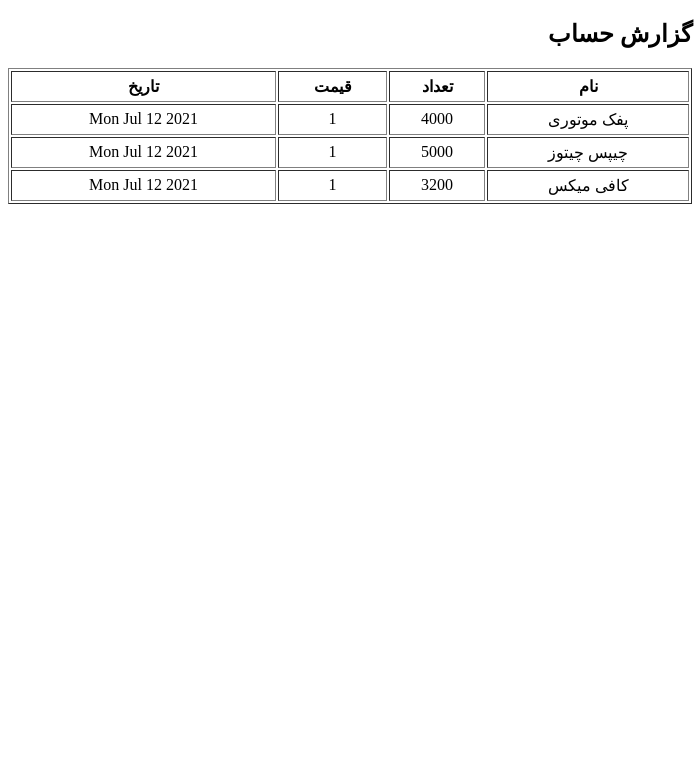 گزارش حساب
نام تعداد قیمت تاریخ
پفک موتوری 4000 1 Mon Jul 12 2021
چیپس چیتوز 5000 1 Mon Jul 12 2021
کافی میکس 3200 1 Mon Jul 12 2021